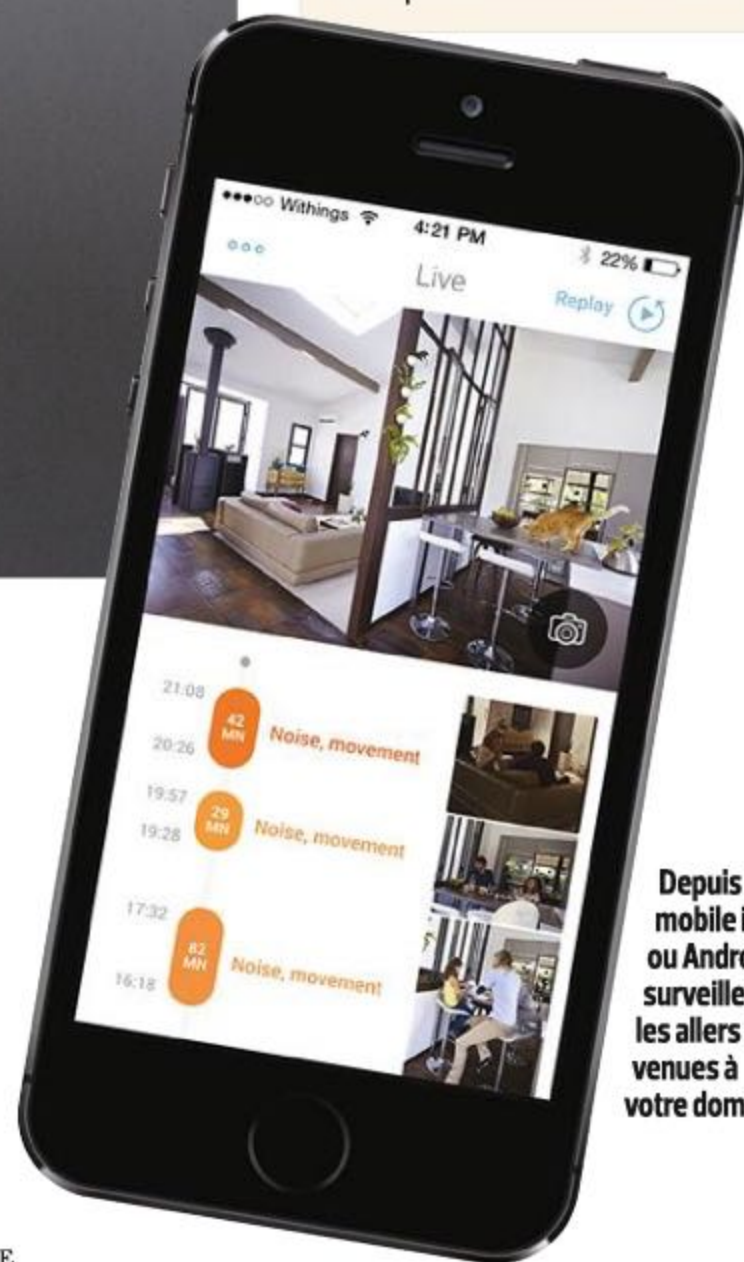 Withings 4:21 PM 22%
Live
Replay
21:08
42
MN
Noise, movement
20:26
19:57
29
MN
Noise, movement
19:28
17:32
82
MN
Noise, movement
16:18
Depuis
mobile
ou
surveille
les allers
venues à
votre
E